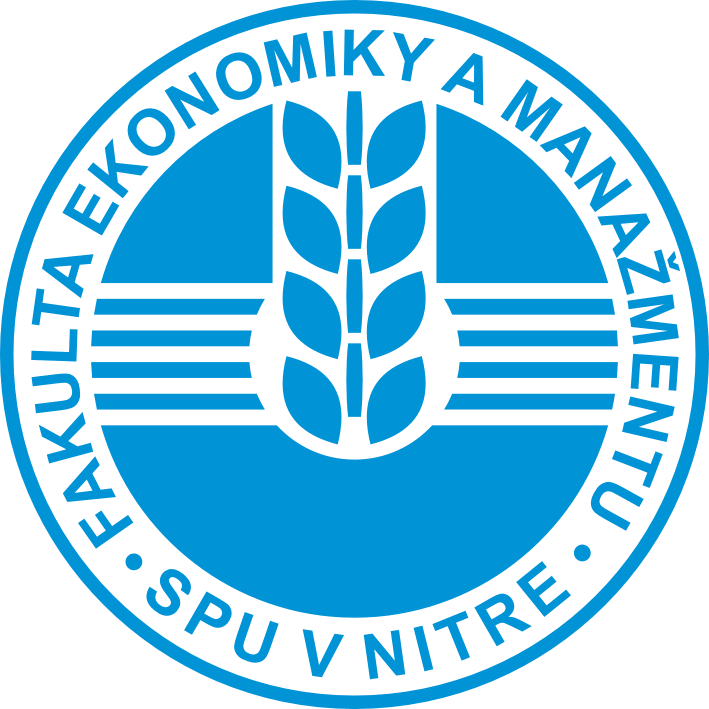 FAKULTA EKONOMIKY A MANAŽMENTU
• SPU V NITRE •